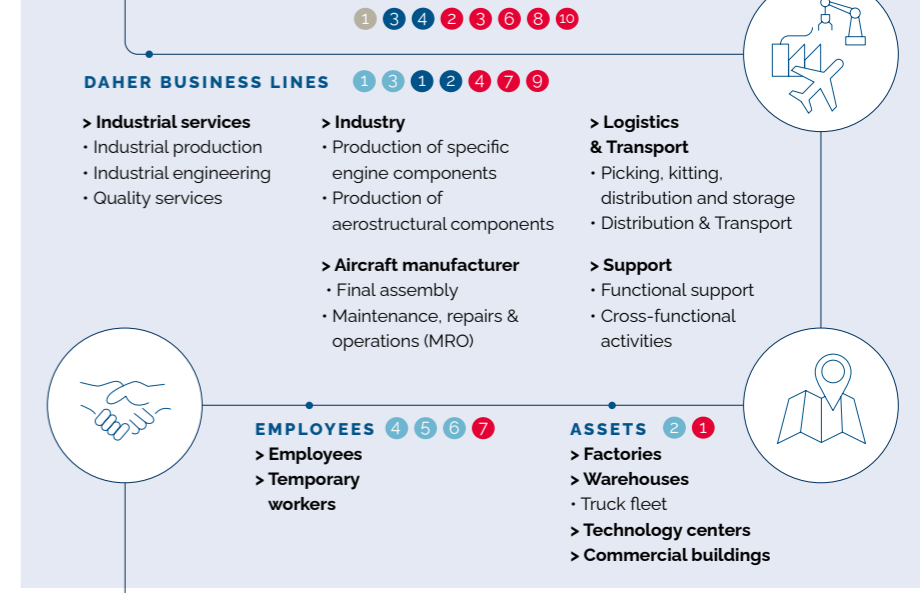 1 3 4 2 3 6 8 10
DAHER BUSINESS LINES 1 3 1 2 4 7 9
> Industrial services
• Industrial production
• Industrial engineering
• Quality services
> Industry
• Production of specific
engine components
• Production of
aerostructural components
> Aircraft manufacturer
• Final assembly
• Maintenance, repairs &
operations (MRO)
> Logistics
& Transport
• Picking, kitting,
distribution and storage
• Distribution & Transport
> Support
• Functional support
• Cross-functional
activities
EMPLOYEES 4 5 6 7
> Employees
> Temporary
workers
ASSETS 2 1
> Factories
> Warehouses
• Truck fleet
> Technology centers
> Commercial buildings